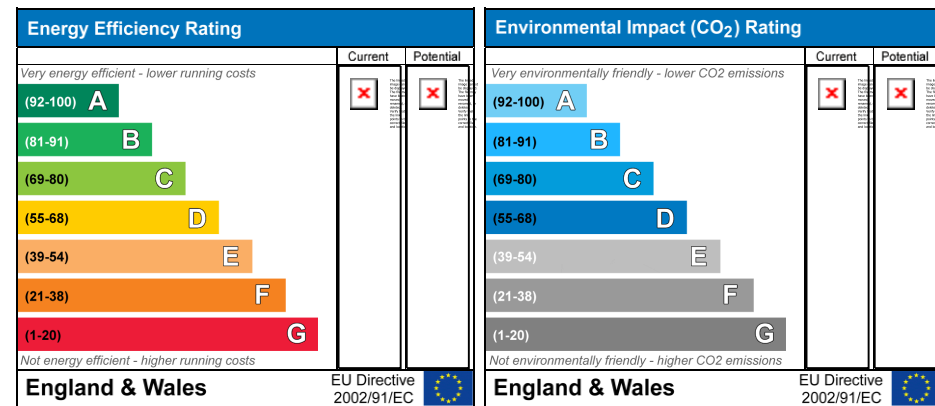 Energy Efficiency Rating
Current Potential
Very energy efficient - lower running costs
(92-100) A
(81-91) B
(69-80) C
(55-68) D
(39-54) E
(21-38) F
(1-20) G
Not energy efficient - higher running costs
England & Wales
EU Directive
2002/91/EC
Environmental Impact (CO2) Rating
Current Potential
Very environmentally friendly - lower CO2 emissions
(92-100) A
(81-91) B
(69-80) C
(55-68) D
(39-54) E
(21-38) F
(1-20) G
Not environmentally friendly - higher CO2 emissions
England & Wales
EU Directive
2002/91/EC